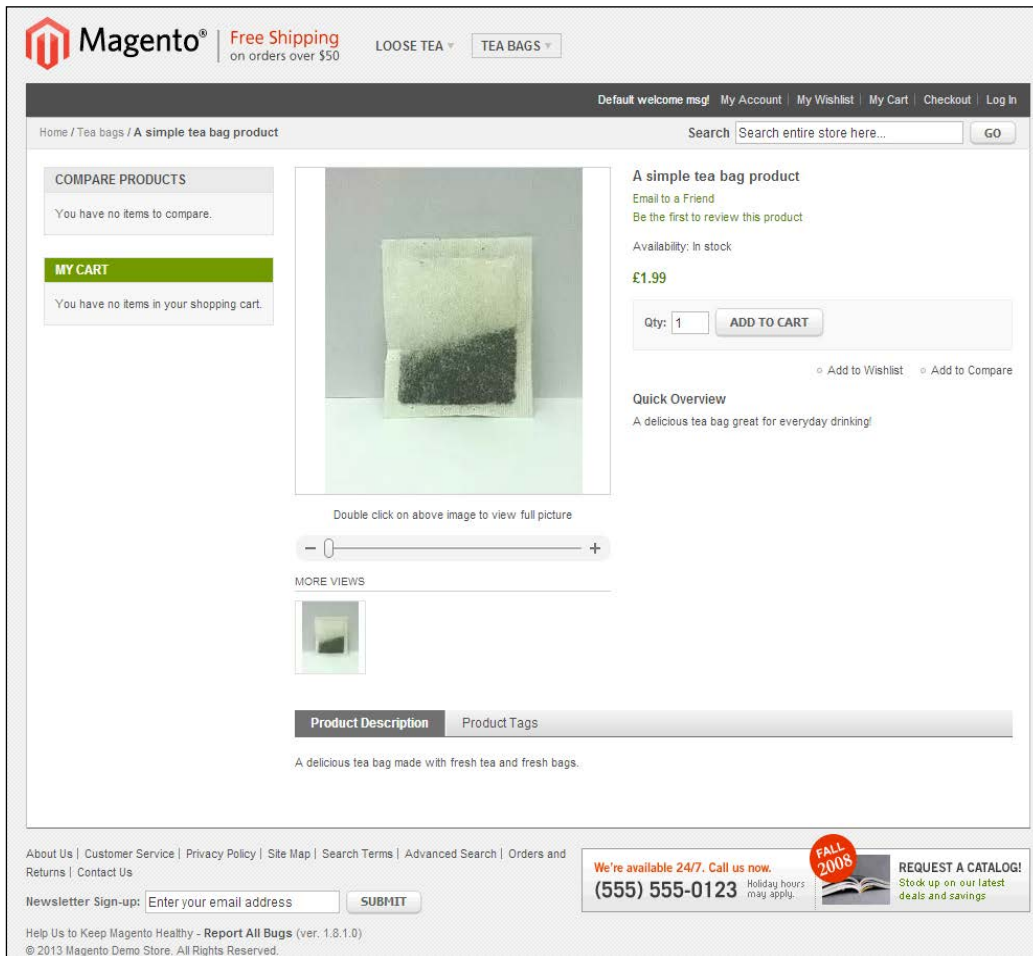 Magento®
Free Shipping
on orders over $50
LOOSE TEA
TEA BAGS
Default welcome msg! My Account | My Wishlist | My Cart | Checkout | Log In
Home / Tea bags / A simple tea bag product
Search Search entire store here... GO
COMPARE PRODUCTS
You have no items to compare.
MY CART
You have no items in your shopping cart.
Double click on above image to view full picture
MORE VIEWS
A simple tea bag product
Email to a Friend
Be the first to review this product
Availability: In stock
£1.99
Qty: 1 ADD TO CART
Add to Wishlist Add to Compare
Quick Overview
A delicious tea bag great for everyday drinking!
Product Description Product Tags
A delicious tea bag made with fresh tea and fresh bags.
About Us | Customer Service | Privacy Policy | Site Map | Search Terms | Advanced Search | Orders and
Returns | Contact Us
Newsletter Sign-up: Enter your email address SUBMIT
Help Us to Keep Magento Healthy - Report All Bugs (ver. 1.8.1.0)
© 2013 Magento Demo Store. All Rights Reserved.
We're available 24/7. Call us now.
(555) 555-0123 Holiday hours
may apply.
FALL
2008
REQUEST A CATALOG!
Stock up on our latest
deals and savings